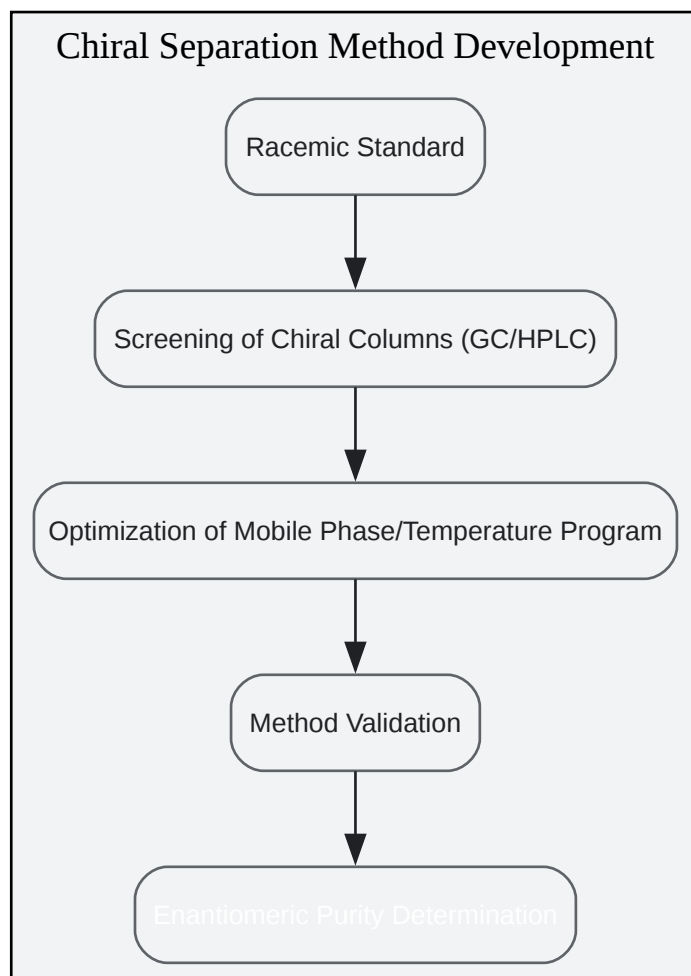 Chiral Separation Method Development
Racemic Standard
Screening of Chiral Columns (GC/HPLC)
Optimization of Mobile Phase/Temperature Program
Method Validation
Enantiomeric Purity Determination